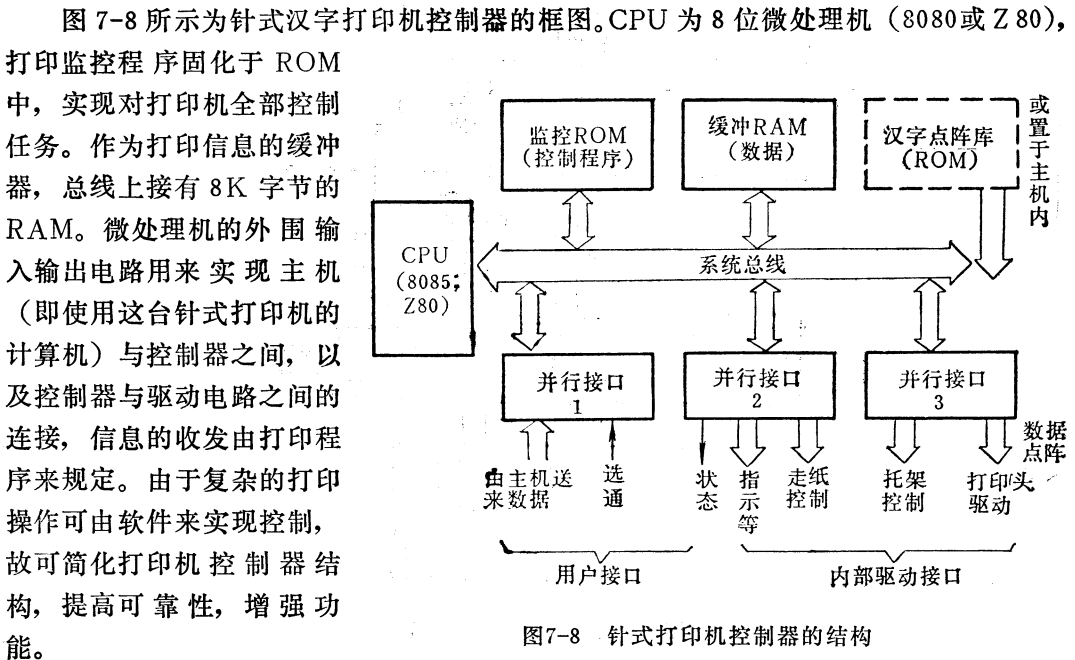 图 7-8 所示为针式汉字打印机控制器的框图。CPU 为 8 位微处理机（8080或 Z 80），
打印监控程 序固化于 ROM
中，实现对打印机全部控制
任务。作为打印信息的缓冲
器，总线上接有 8K 字节的
RAM。微处理机的外 围 输
入输出电路用来 实 现 主 机
（即使用这台针式打印机的
计算机）与控制器之间，以
及控制器与驱动电路之间的
连接，信息的收发由打印程
序来规定。由于复杂的打印
操作可由软件来实现控制，
故可简化打印机 控 制 器 结
构，提高可 靠 性，增 强 功
能。
监控ROM
（控制程序）
缓冲RAM
（数据）
汉字点阵库
（ROM）
或置于主机内
CPU
（8085；
Z80）
系统总线
并行接口
1
并行接口
2
并行接口
3
由主机送
来数据
选通
状态
指示等
走纸
控制
托架
控制
打印头
驱动
数据
点阵
用户接口
内部驱动接口
图7-8 针式打印机控制器的结构